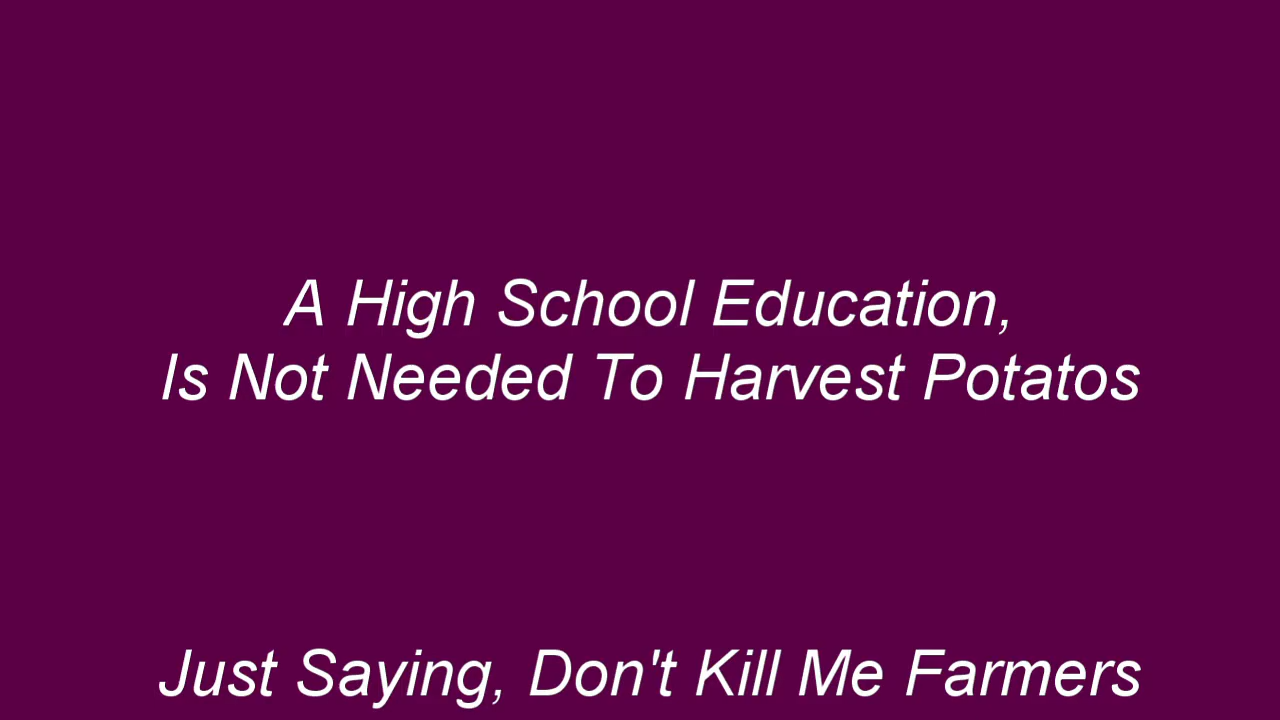 A High School Education,
Is Not Needed To Harvest Potatos
Just Saying, Don't Kill Me Farmers